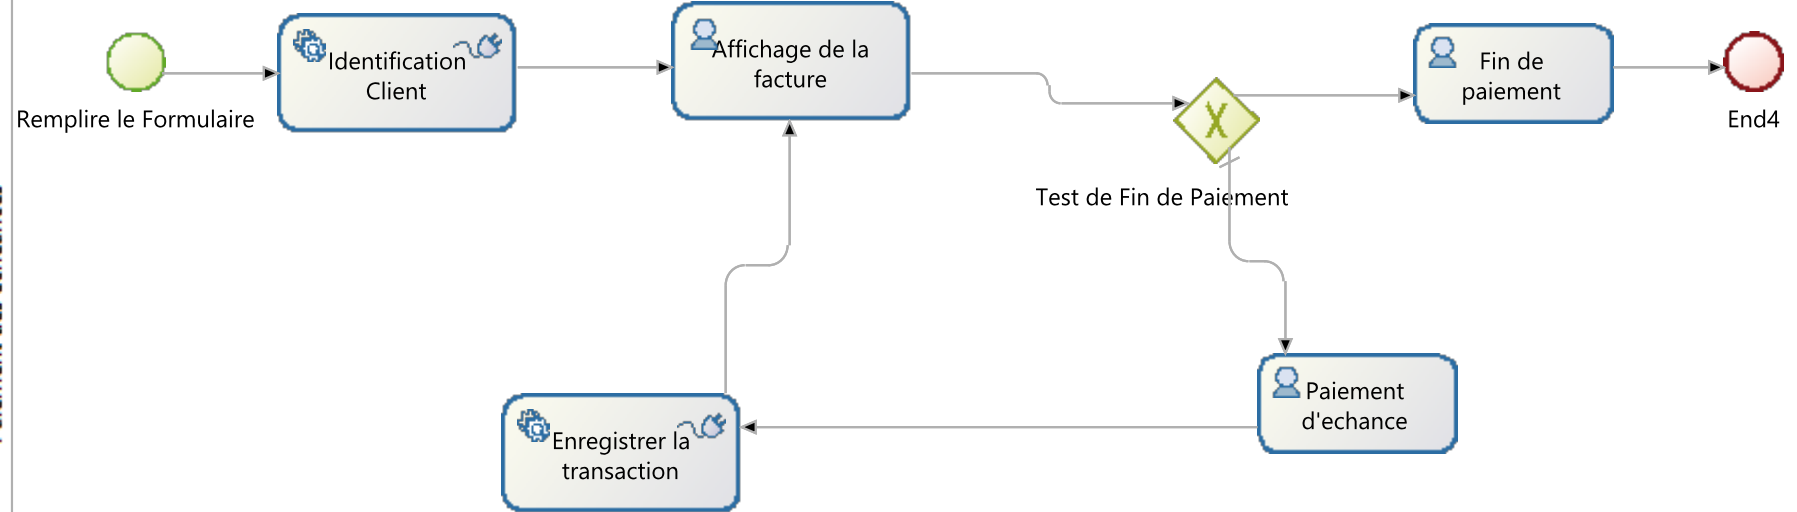 Remplire le Formulaire
Identification
Client
Affichage de la
facture
Test de Fin de Paiement
Fin de
paiement
End4
Paiement
d'echance
Enregistrer la
transaction